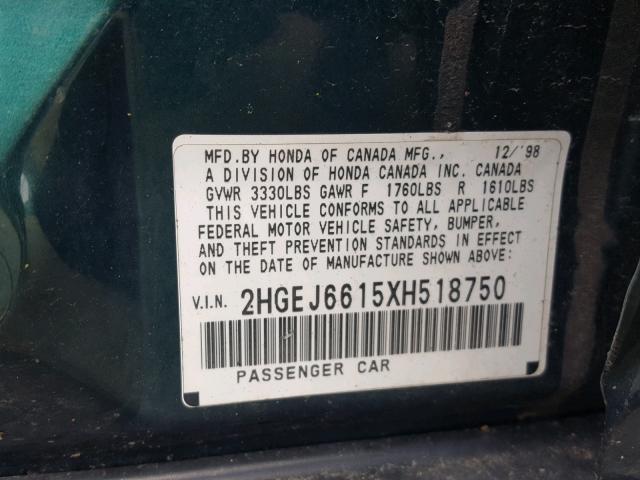 MFD.BY HONDA OF CANADA MFG., 12/'98
A DIVISION OF HONDA CANADA INC. CANADA
GVWR 3330LBS GAWR F 1760LBS R 1610LBS
THIS VEHICLE CONFORMS TO ALL APPLICABLE
FEDERAL MOTOR VEHICLE SAFETY, BUMPER,
AND THEFT PREVENTION STANDARDS IN EFFECT
ON THE DATE OF MANUFACTURE SHOWN ABOVE:
V.I.N. 2HGEJ6615XH518750
PASSENGER CAR